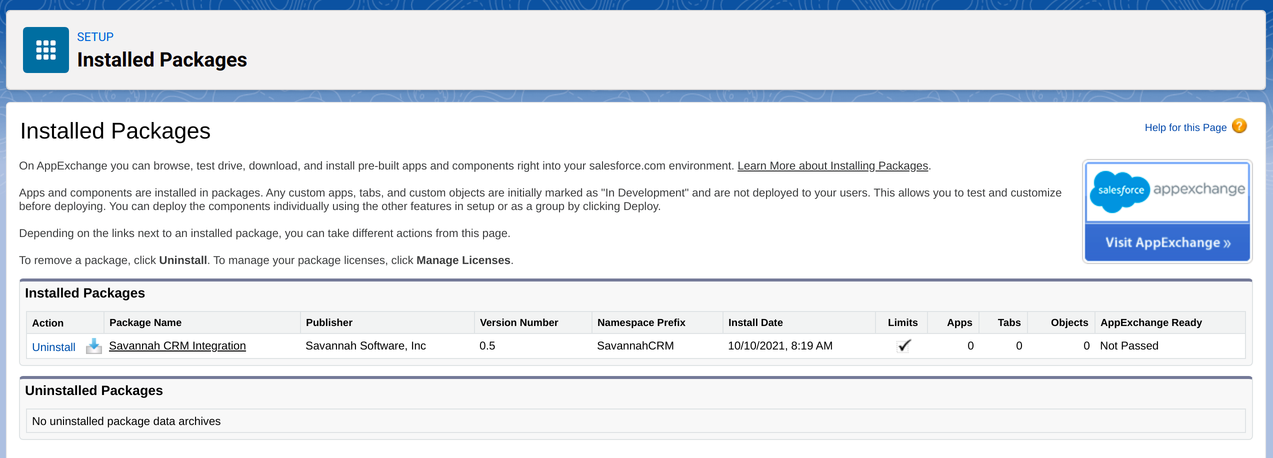 SETUP
Installed Packages
Installed Packages
Help for this Page ?
On AppExchange you can browse, test drive, download, and install pre-built apps and components right into your salesforce.com environment. Learn More about Installing Packages.
Apps and components are installed in packages. Any custom apps, tabs, and custom objects are initially marked as "In Development" and are not deployed to your users. This allows you to test and customize
before deploying. You can deploy the components individually using the other features in setup or as a group by clicking Deploy.
Depending on the links next to an installed package, you can take different actions from this page.
To remove a package, click Uninstall. To manage your package licenses, click Manage Licenses.
salesforce appexchange
Visit AppExchange »
Installed Packages
Action Package Name Publisher Version Number Namespace Prefix Install Date Limits Apps Tabs Objects AppExchange Ready
Uninstall Savannah CRM Integration Savannah Software, Inc 0.5 SavannahCRM 10/10/2021, 8:19 AM ✓ 0 0 0 Not Passed
Uninstalled Packages
No uninstalled package data archives